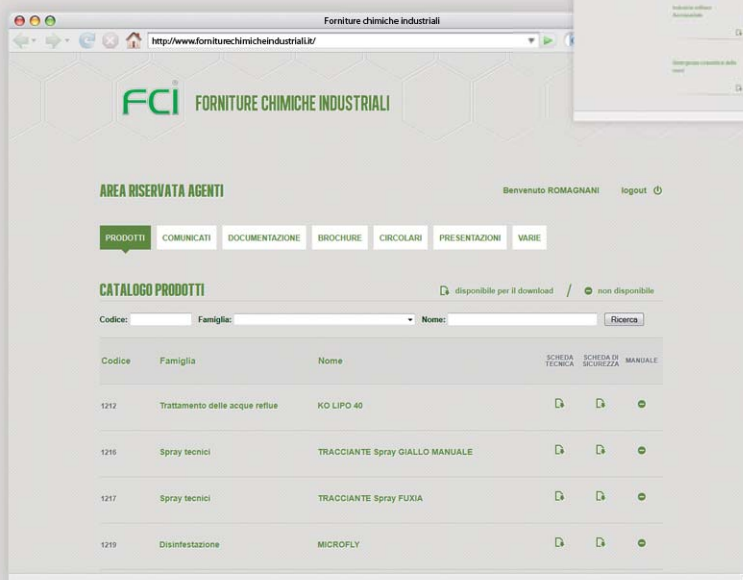 Forniture chimiche industriali
http://www.forniturechimicheindustriali.it/
FCI® FORNITURE CHIMICHE INDUSTRIALI
AREA RISERVATA AGENTI Benvenuto ROMAGNANI logout
PRODOTTI COMUNICATI DOCUMENTAZIONE BROCHURE CIRCOLARI PRESENTAZIONI VARIE
CATALOGO PRODOTTI disponibile per il download / non disponibile
Codice: Famiglia: Nome: Ricerca
Codice Famiglia Nome SCHEDA TECNICA SCHEDA DI SICUREZZA MANUALE
1212 Trattamento delle acque reflue KO LIPO 40
1216 Spray tecnici TRACCIANTE Spray GIALLO MANUALE
1217 Spray tecnici TRACCIANTE Spray FUXIA
1219 Disinfestazione MICROFLY